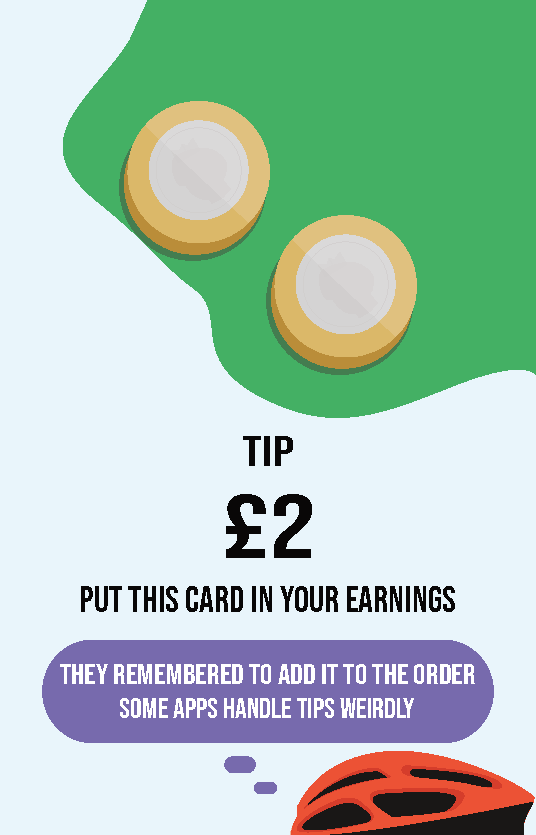 TIP
£2
PUT THIS CARD IN YOUR EARNINGS
THEY REMEMBERED TO ADD IT TO THE ORDER
SOME APPS HANDLE TIPS WEIRDLY